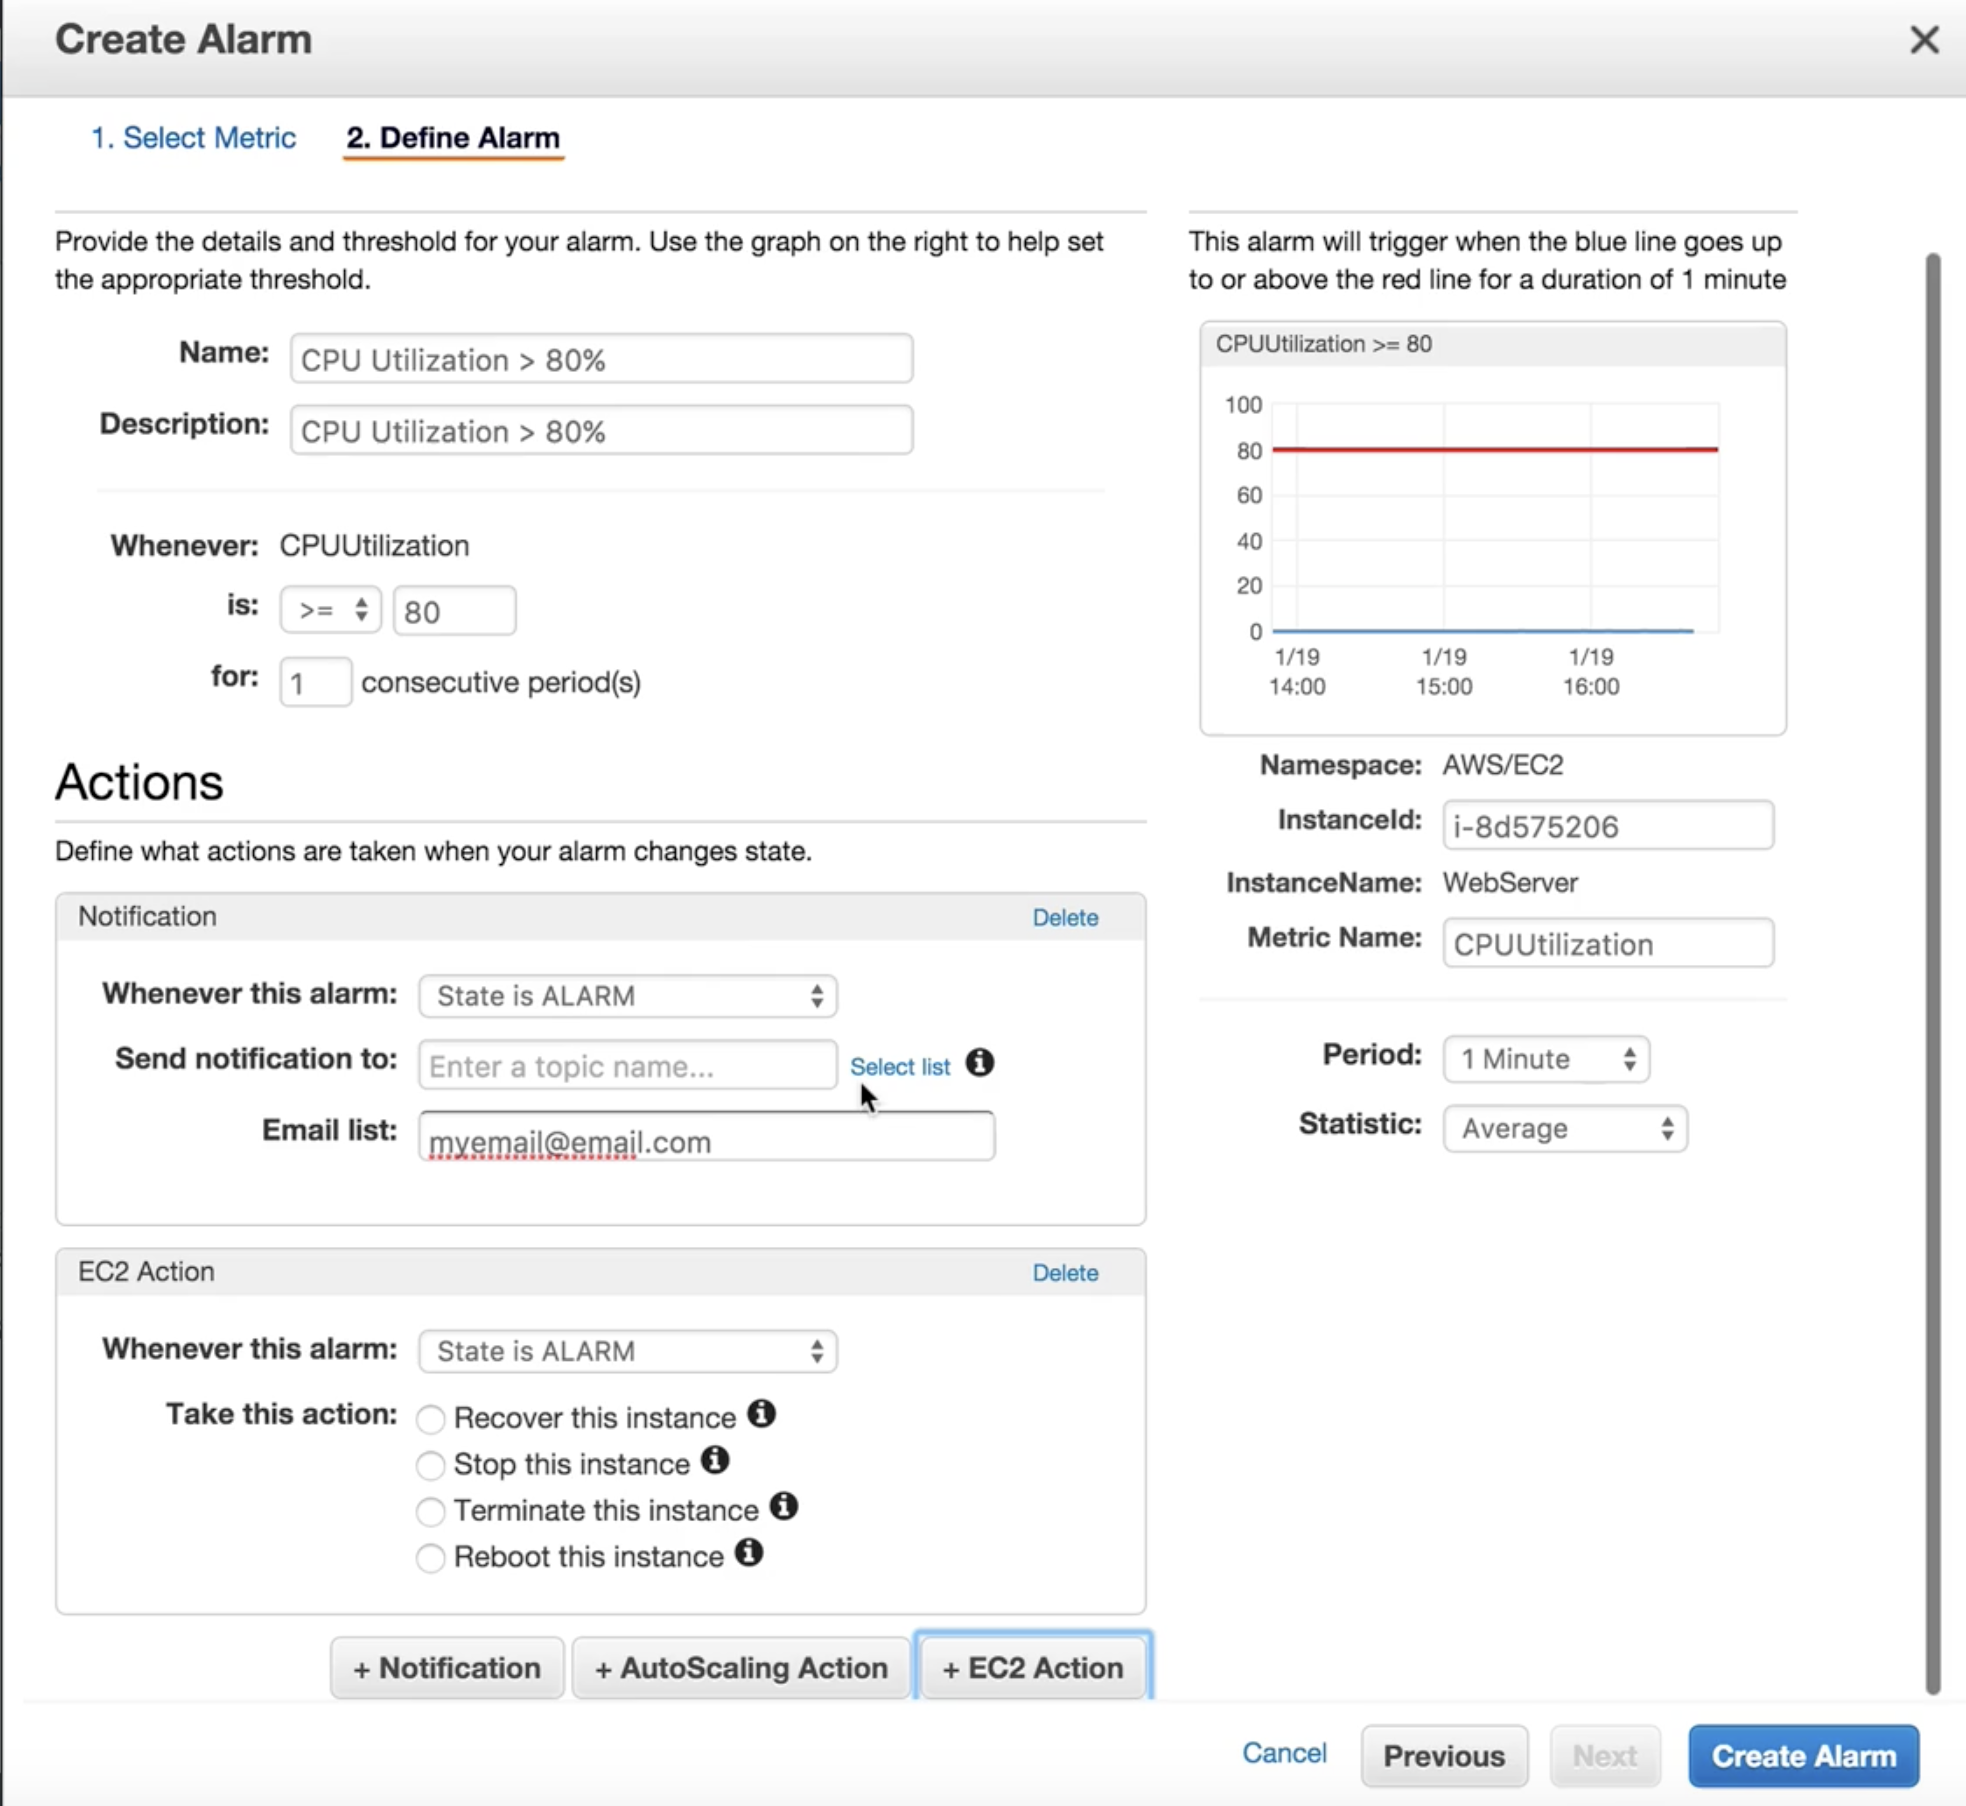 Create Alarm
1. Select Metric
2. Define Alarm
Provide the details and threshold for your alarm. Use the graph on the right to help set
the appropriate threshold.
Name: CPU Utilization > 80%
Description: CPU Utilization > 80%
Whenever: CPUUtilization
is: >= 80
for: 1 consecutive period(s)
This alarm will trigger when the blue line goes up
to or above the red line for a duration of 1 minute
CPUUtilization >= 80
100
80
60
40
20
0
1/19 1/19 1/19
14:00 15:00 16:00
Namespace: AWS/EC2
InstanceId: i-8d575206
InstanceName: WebServer
Metric Name: CPUUtilization
Period: 1 Minute
Statistic: Average
Actions
Define what actions are taken when your alarm changes state.
Notification Delete
Whenever this alarm: State is ALARM
Send notification to: Enter a topic name... Select list
Email list: myemail@email.com
EC2 Action Delete
Whenever this alarm: State is ALARM
Take this action: Recover this instance
Stop this instance
Terminate this instance
Reboot this instance
+ Notification + AutoScaling Action + EC2 Action
Cancel Previous Next Create Alarm